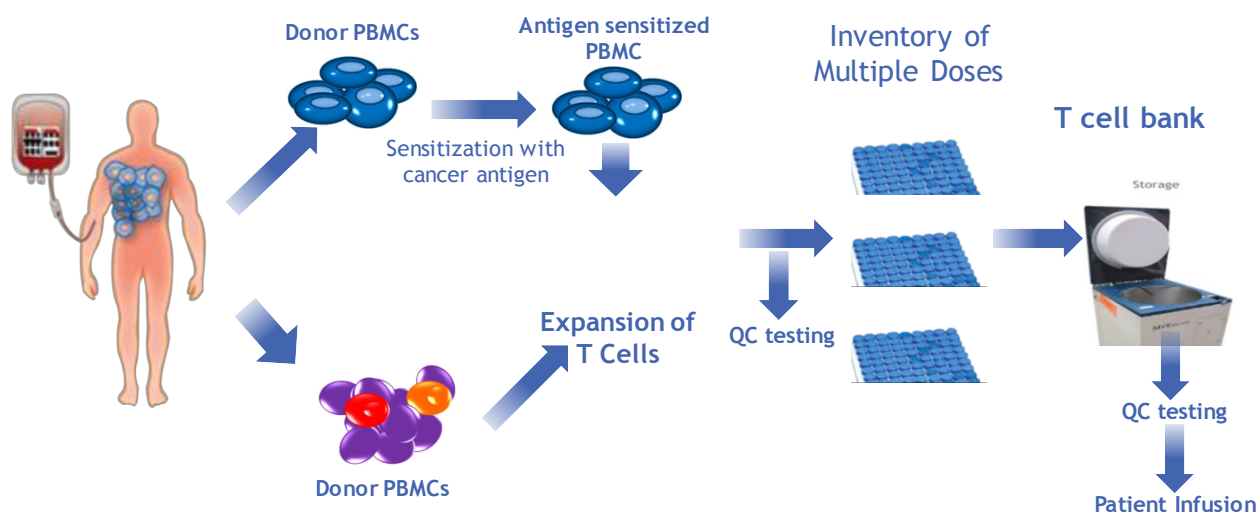 Donor PBMCs
Antigen sensitized
PBMC
Sensitization with
cancer antigen
Inventory of
Multiple Doses
T cell bank
Storage
Expansion of
T Cells
QC testing
MVE
QC testing
Donor PBMCs
Patient Infusion